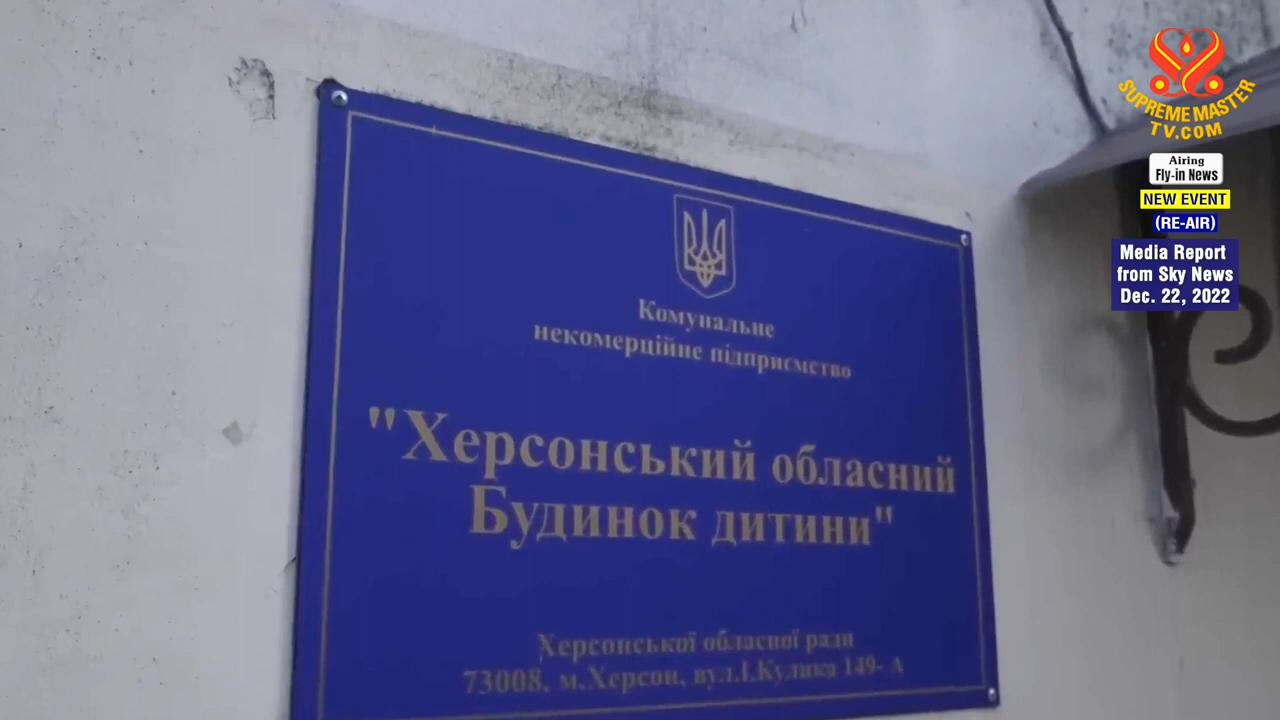 Комунальне
некомерційне підприємство
"Херсонський обласний
Будинок дитини"
Херсонської обласної ради
73008, м.Херсон, вул.І.Кулика 149- А
SUPREME MASTER
TV.COM
Airing
Fly-in News
NEW EVENT
(RE-AIR)
Media Report
from Sky News
Dec. 22, 2022